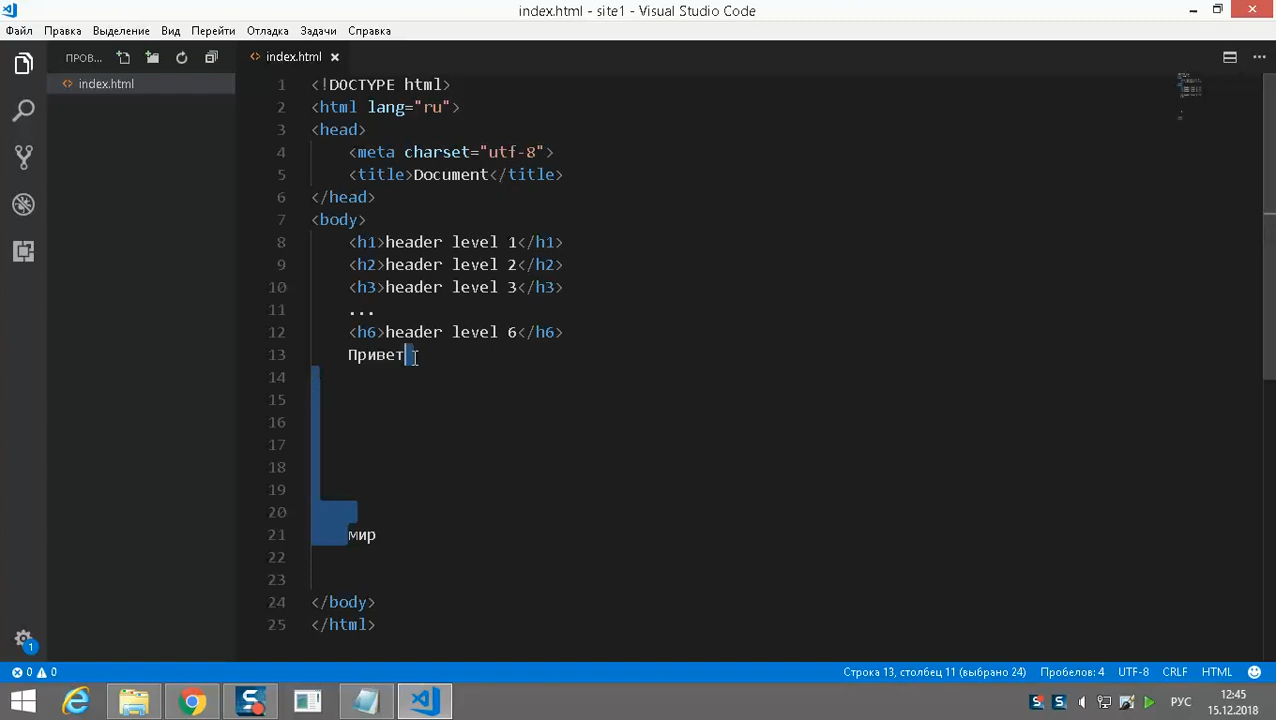 index.html - site1 - Visual Studio Code
Файл Правка Выделение Вид Перейти Отладка Задачи Справка
ПРОВ... index.html
index.html
1 <!DOCTYPE html>
2 <html lang="ru">
3 <head>
4 <meta charset="utf-8">
5 <title>Document</title>
6 </head>
7 <body>
8 <h1>header level 1</h1>
9 <h2>header level 2</h2>
10 <h3>header level 3</h3>
11 ...
12 <h6>header level 6</h6>
13 Привет
14
15
16
17
18
19
20
21 мир
22
23
24 </body>
25 </html>
1
0 0 Строка 13, столбец 11 (выбрано 24) Пробелов: 4 UTF-8 CRLF HTML
РУС 12:45
15.12.2018